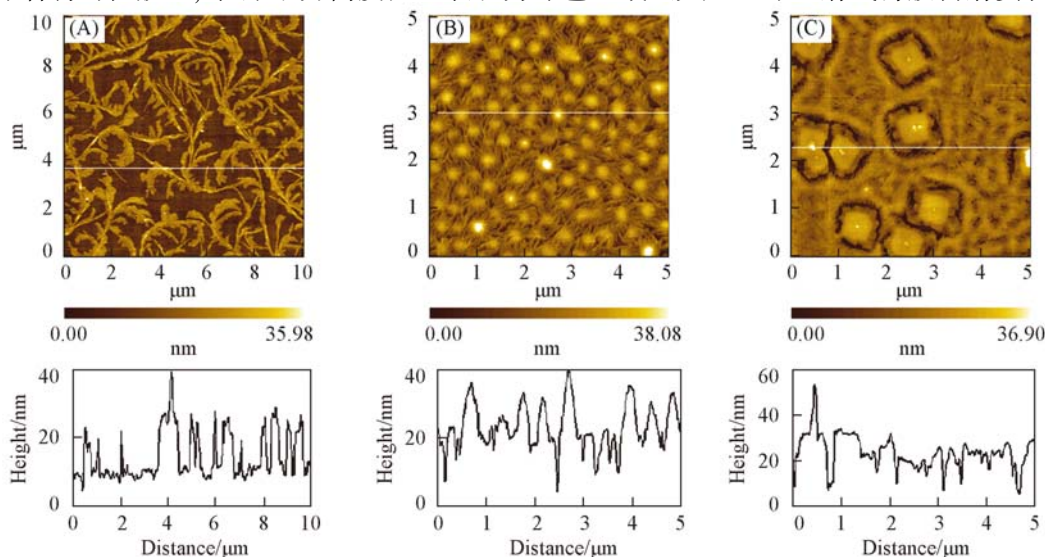 (A) (B) (C)
10 8 6 4 2 0
μm
0 2 4 6 8 10
μm
5 4 3 2 1 0
μm
0 1 2 3 4 5
μm
5 4 3 2 1 0
μm
0 1 2 3 4 5
μm
0.00 35.98
nm
0.00 38.08
nm
0.00 36.90
nm
40 20 0
Height/nm
0 2 4 6 8 10
Distance/μm
40 20 0
Height/nm
0 1 2 3 4 5
Distance/μm
60 40 20 0
Height/nm
0 1 2 3 4 5
Distance/μm